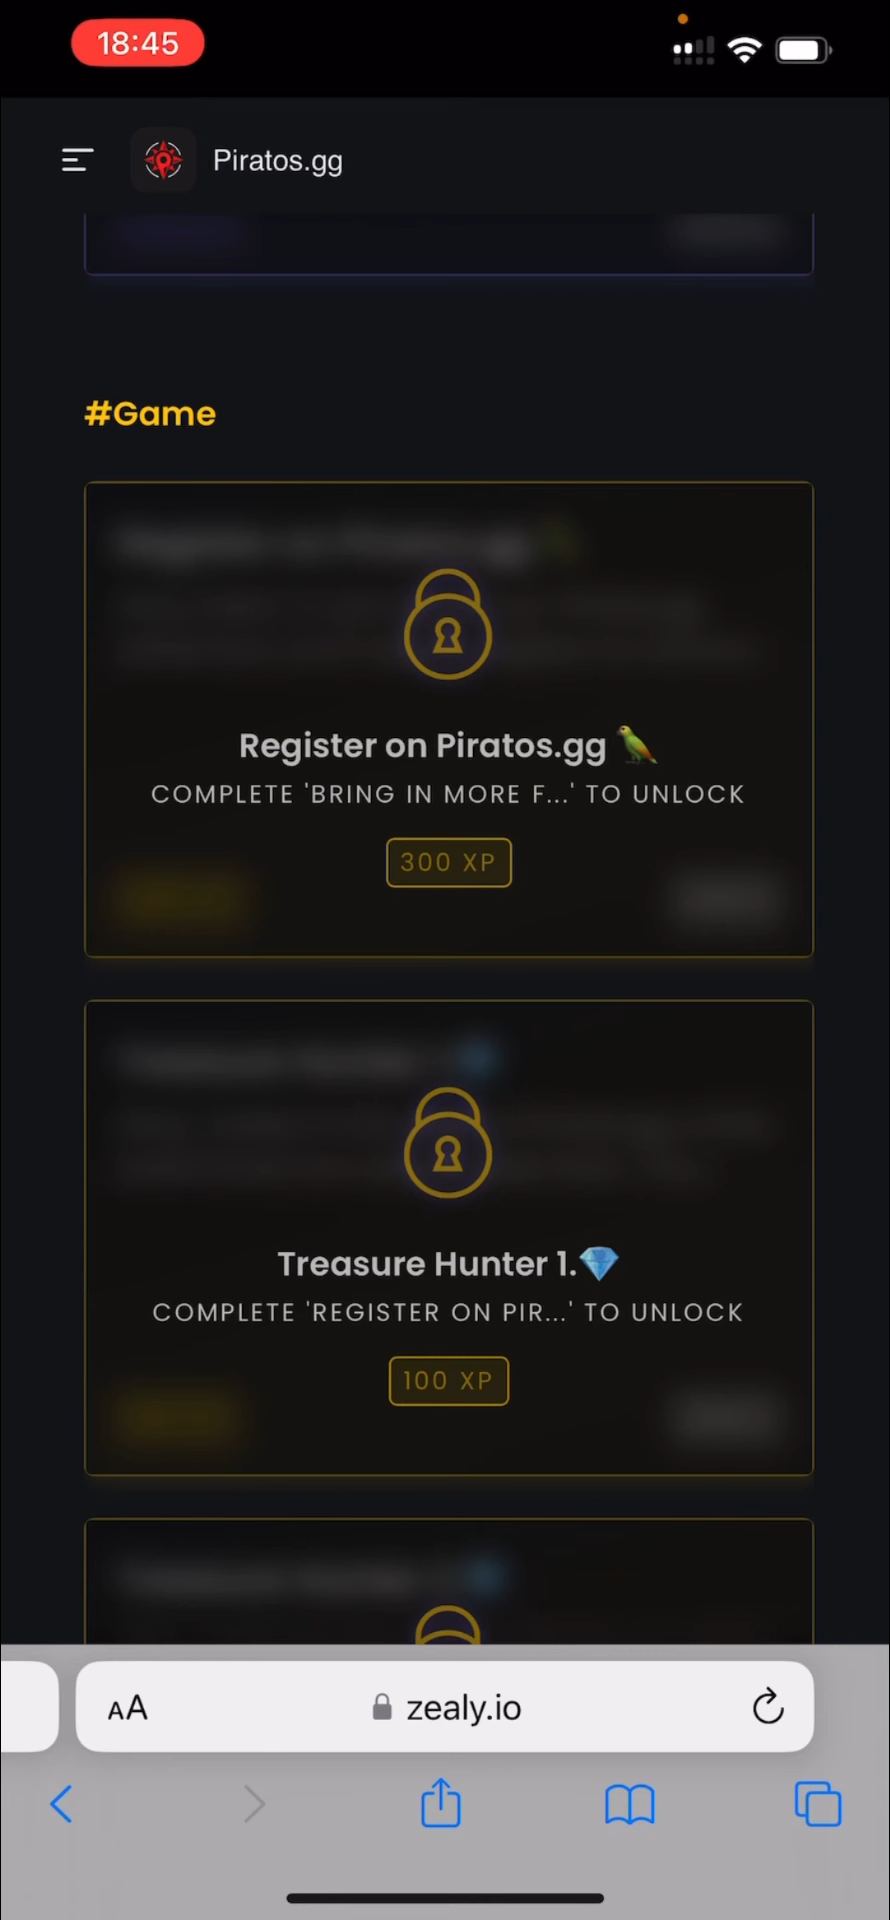 18:45
Piratos.gg
#Game
Register on Piratos.gg
COMPLETE 'BRING IN MORE F...' TO UNLOCK
300 XP
Treasure Hunter 1.
COMPLETE 'REGISTER ON PIR...' TO UNLOCK
100 XP
AA zealy.io